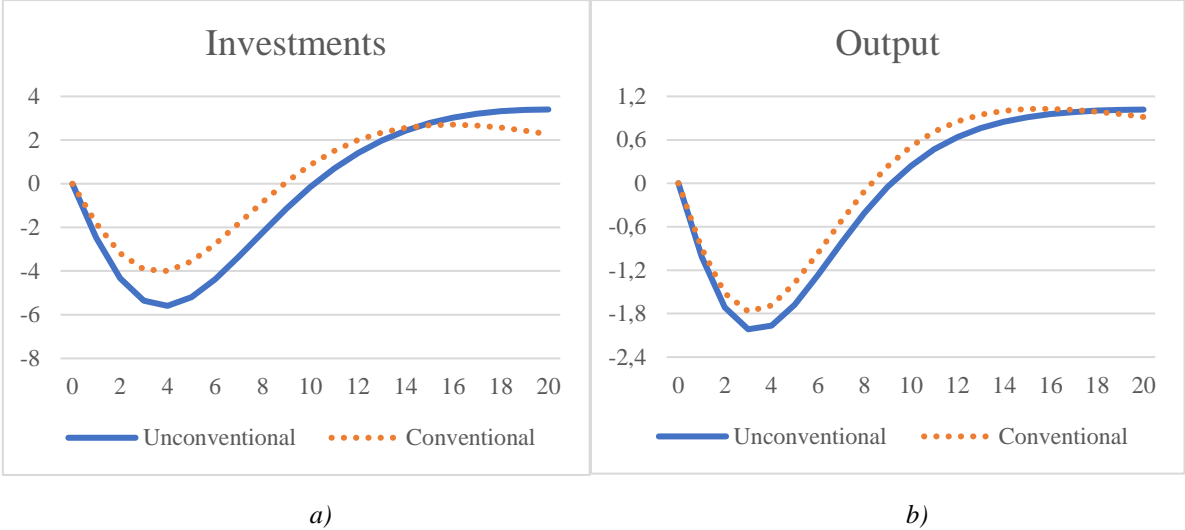 Investments
4
2
0
-2
-4
-6
-8
0 2 4 6 8 10 12 14 16 18 20
Unconventional Conventional
a)
Output
1,2
0,6
0
-0,6
-1,2
-1,8
-2,4
0 2 4 6 8 10 12 14 16 18 20
Unconventional Conventional
b)